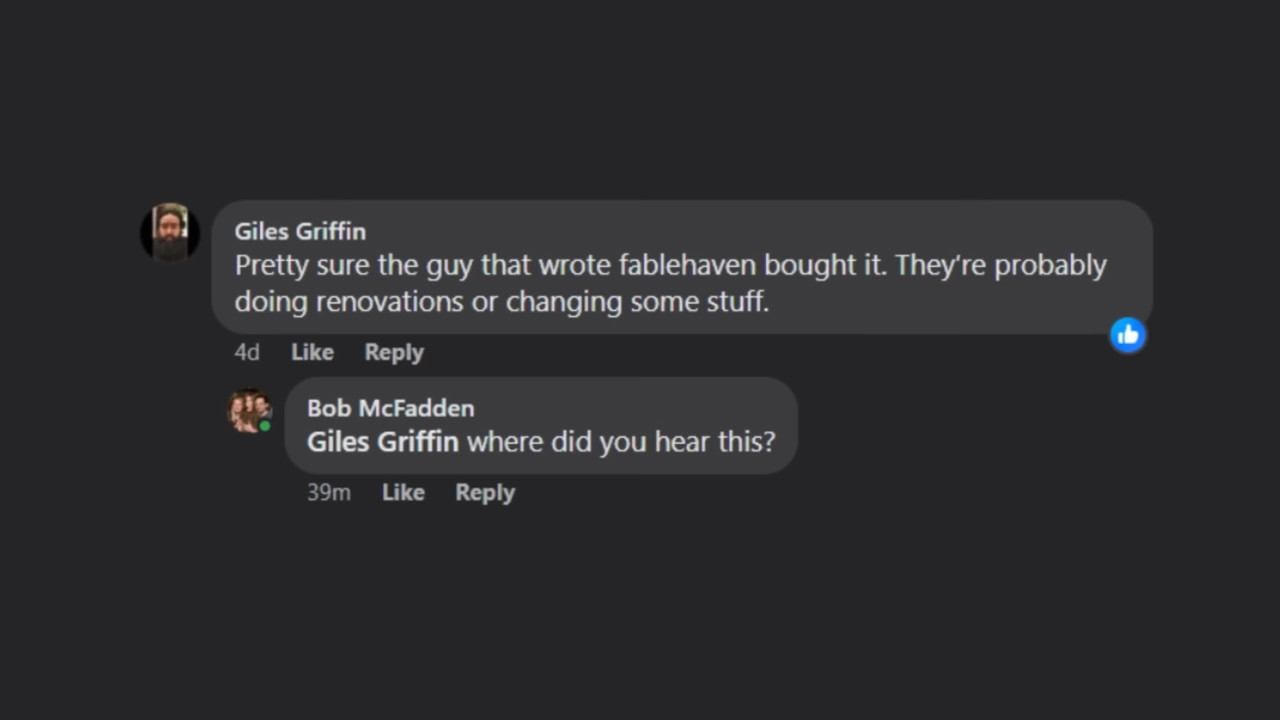 Giles Griffin
Pretty sure the guy that wrote fablehaven bought it. They're probably
doing renovations or changing some stuff.
4d Like Reply
Bob McFadden
Giles Griffin where did you hear this?
39m Like Reply